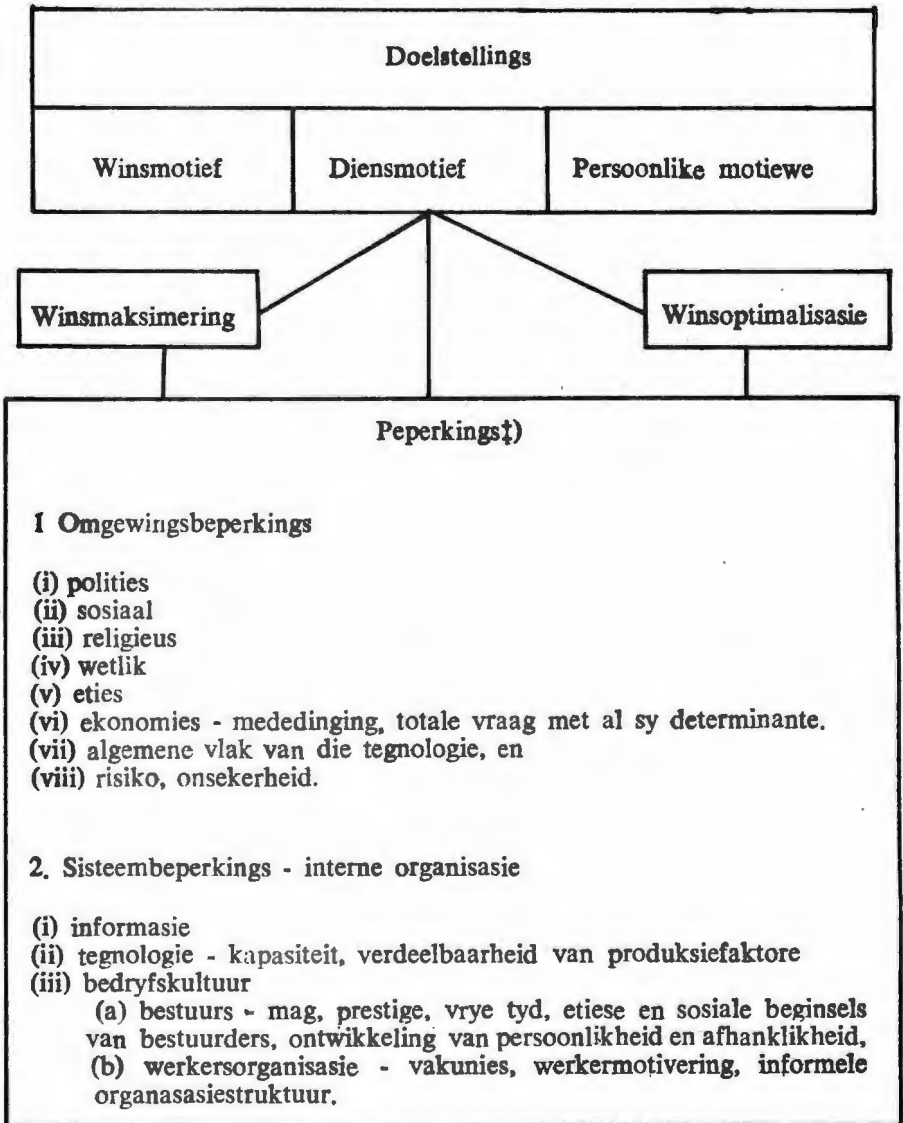 Doelstellings
Winsmotief
Diensmotief
Persoonlike motiewe
Winsmaksimering
Winsoptimalisasie
Peperkings‡)
1 Omgewingsbeperkings
(i) polities
(ii) sosiaal
(iii) religieus
(iv) wetlik
(v) eties
(vi) ekonomies - mededinging, totale vraag met al sy determinante.
(vii) algemene vlak van die tegnologie, en
(viii) risiko, onsekerheid.
2. Sisteembeperkings - interne organisasie
(i) informasie
(ii) tegnologie - kapasiteit, verdeelbaarheid van produksiefaktore
(iii) bedryfskultuur
(a) bestuurs - mag, prestige, vrye tyd, etiese en sosiale beginsels
van bestuurders, ontwikkeling van persoonlikheid en afhanklikheid,
(b) werkersorganisasie - vakunies, werkermotivering, informele
organasasiestruktuur.